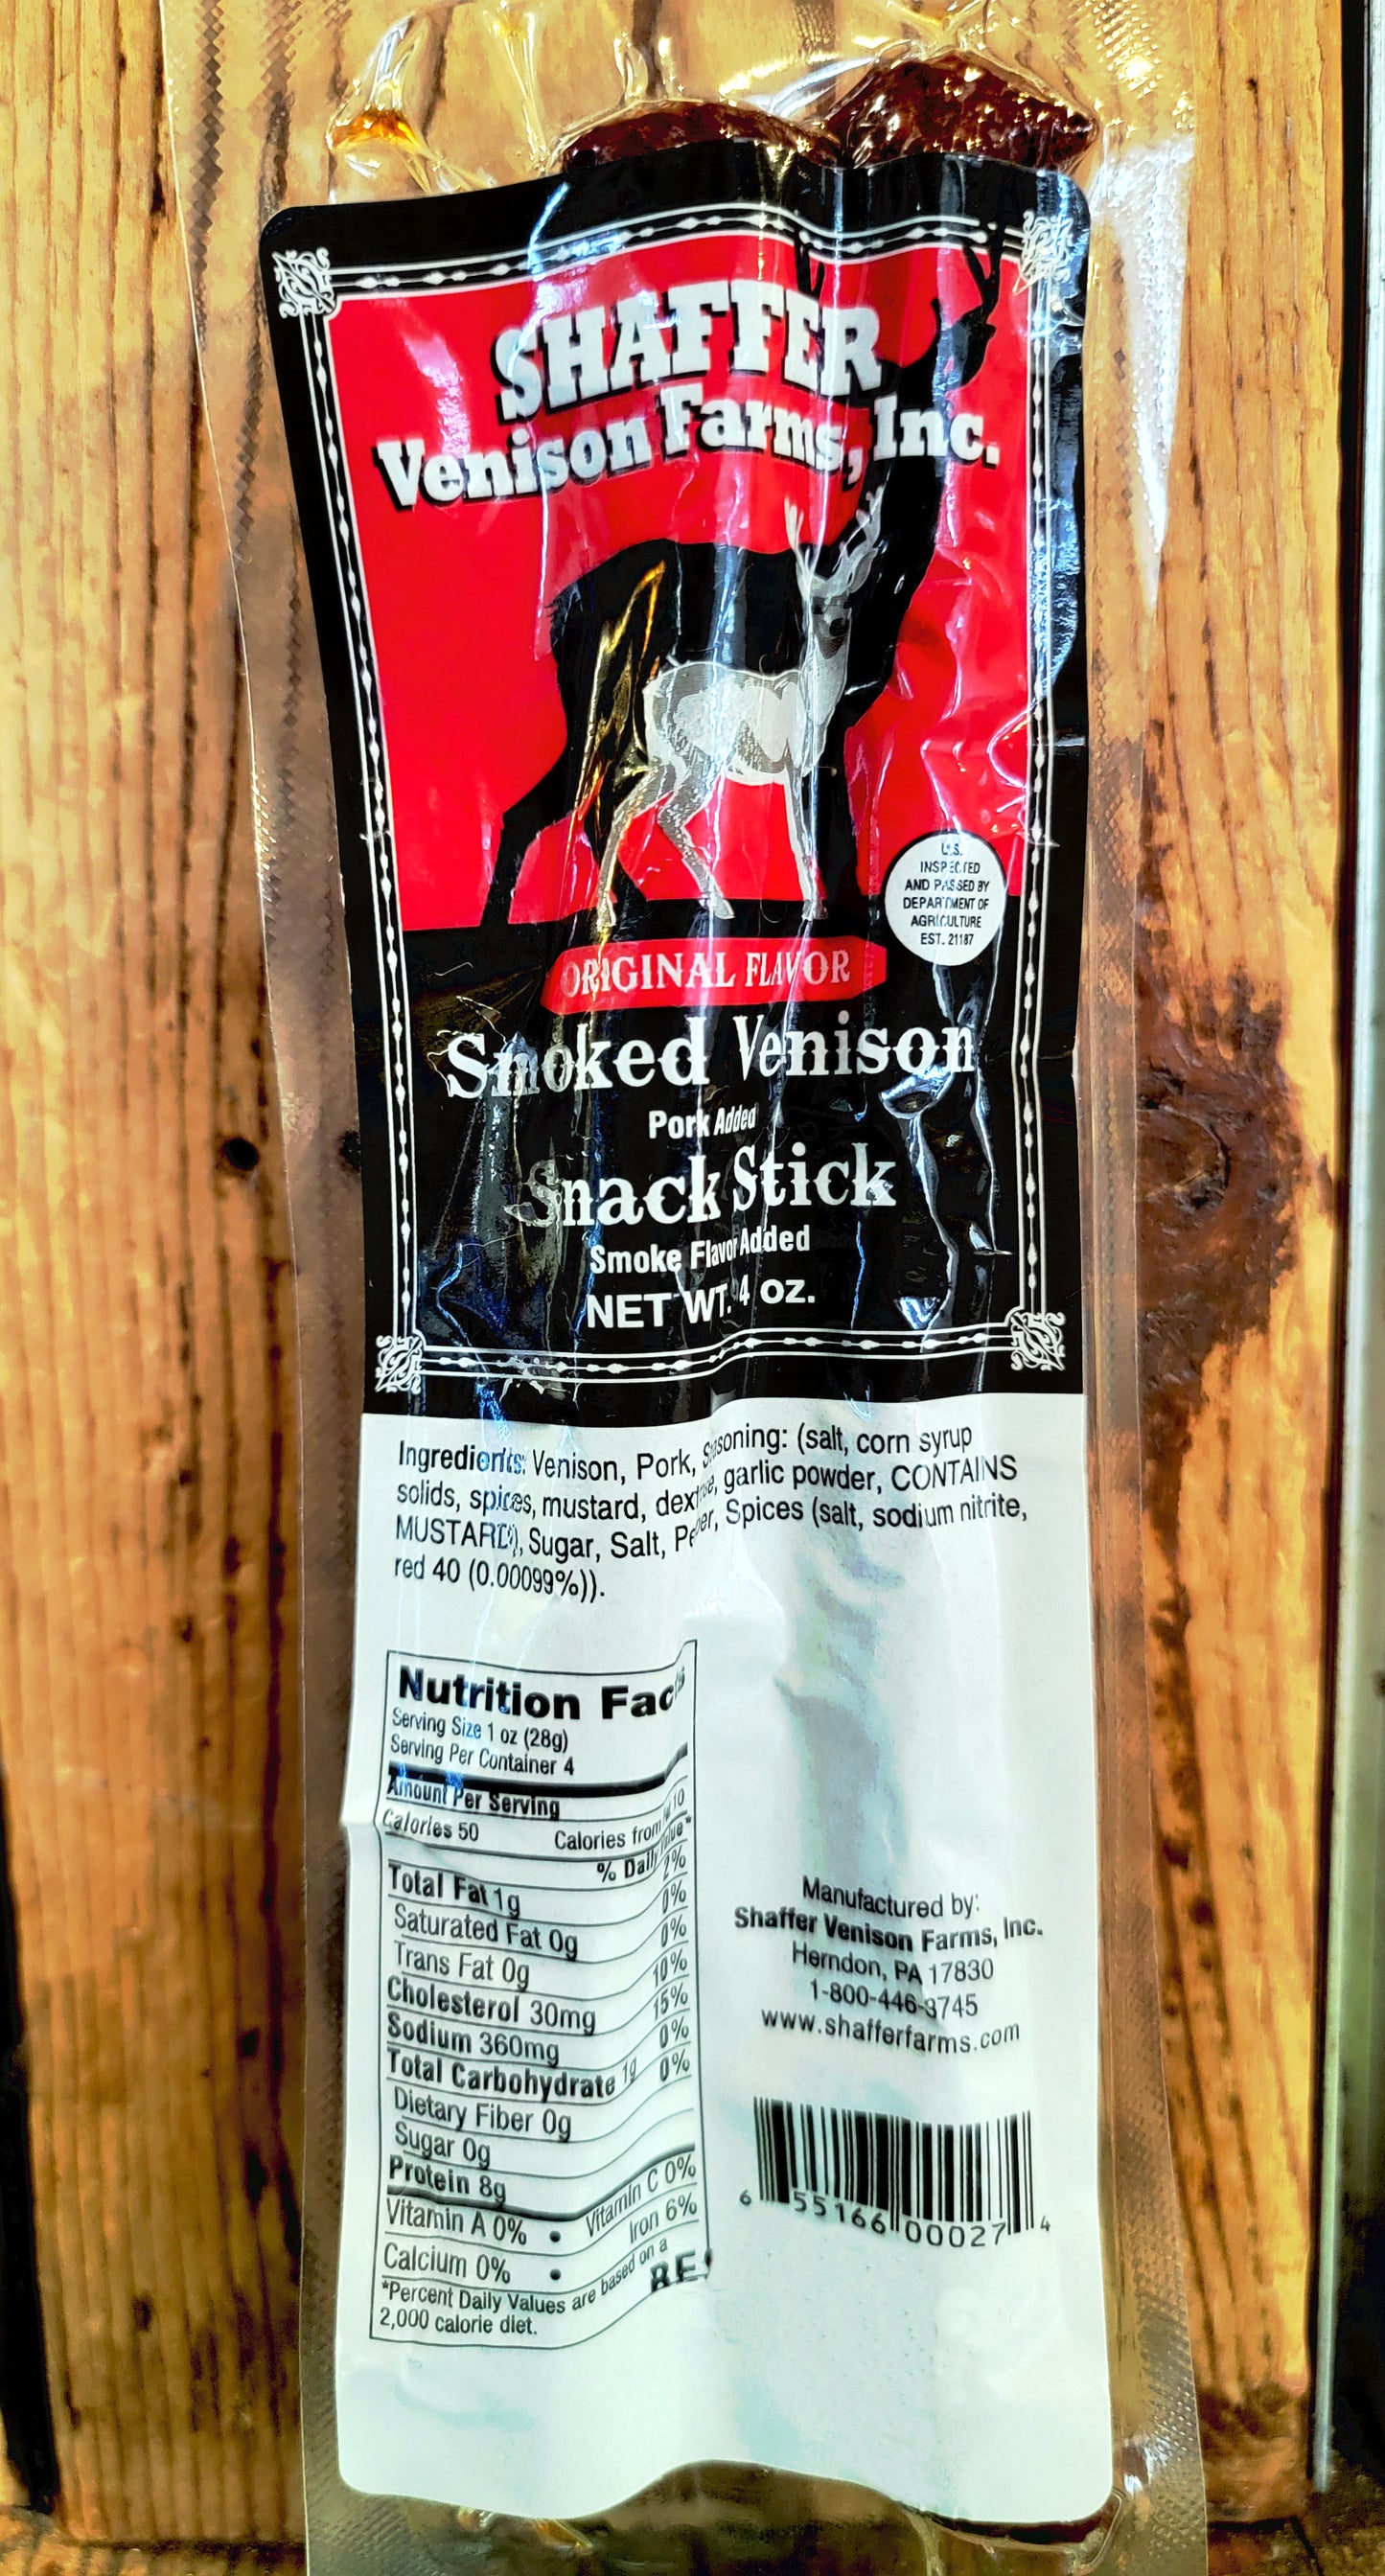 SHAFFER
Venison Farms, Inc.
U.S.
INSPECTED
AND PASSED BY
DEPARTMENT OF
AGRICULTURE
EST. 21187
ORIGINAL FLAVOR
Smoked Venison
Pork Added
Snack Stick
Smoke Flavor Added
NET WT. 4 oz.
Ingredients: Venison, Pork, Seasoning: (salt, corn syrup
solids, spices, mustard, dextrose, garlic powder, CONTAINS
MUSTARD), Sugar, Salt, Pepper, Spices (salt, sodium nitrite,
red 40 (0.00099%)).
Nutrition Facts
Serving Size 1 oz (28g)
Serving Per Container 4
Amount Per Serving
Calories 50 Calories from Fat 10
% Daily Value*
Total Fat 1g 2%
Saturated Fat 0g 0%
Trans Fat 0g 0%
Cholesterol 30mg 10%
Sodium 360mg 15%
Total Carbohydrate 1g 0%
Dietary Fiber 0g 0%
Sugar 0g
Protein 8g
Vitamin A 0% • Vitamin C 0%
Calcium 0% • Iron 6%
*Percent Daily Values are based on a
2,000 calorie diet.
Manufactured by:
Shaffer Venison Farms, Inc.
Herndon, PA 17830
1-800-446-3745
www.shafferfarms.com
6 55166 00027 4